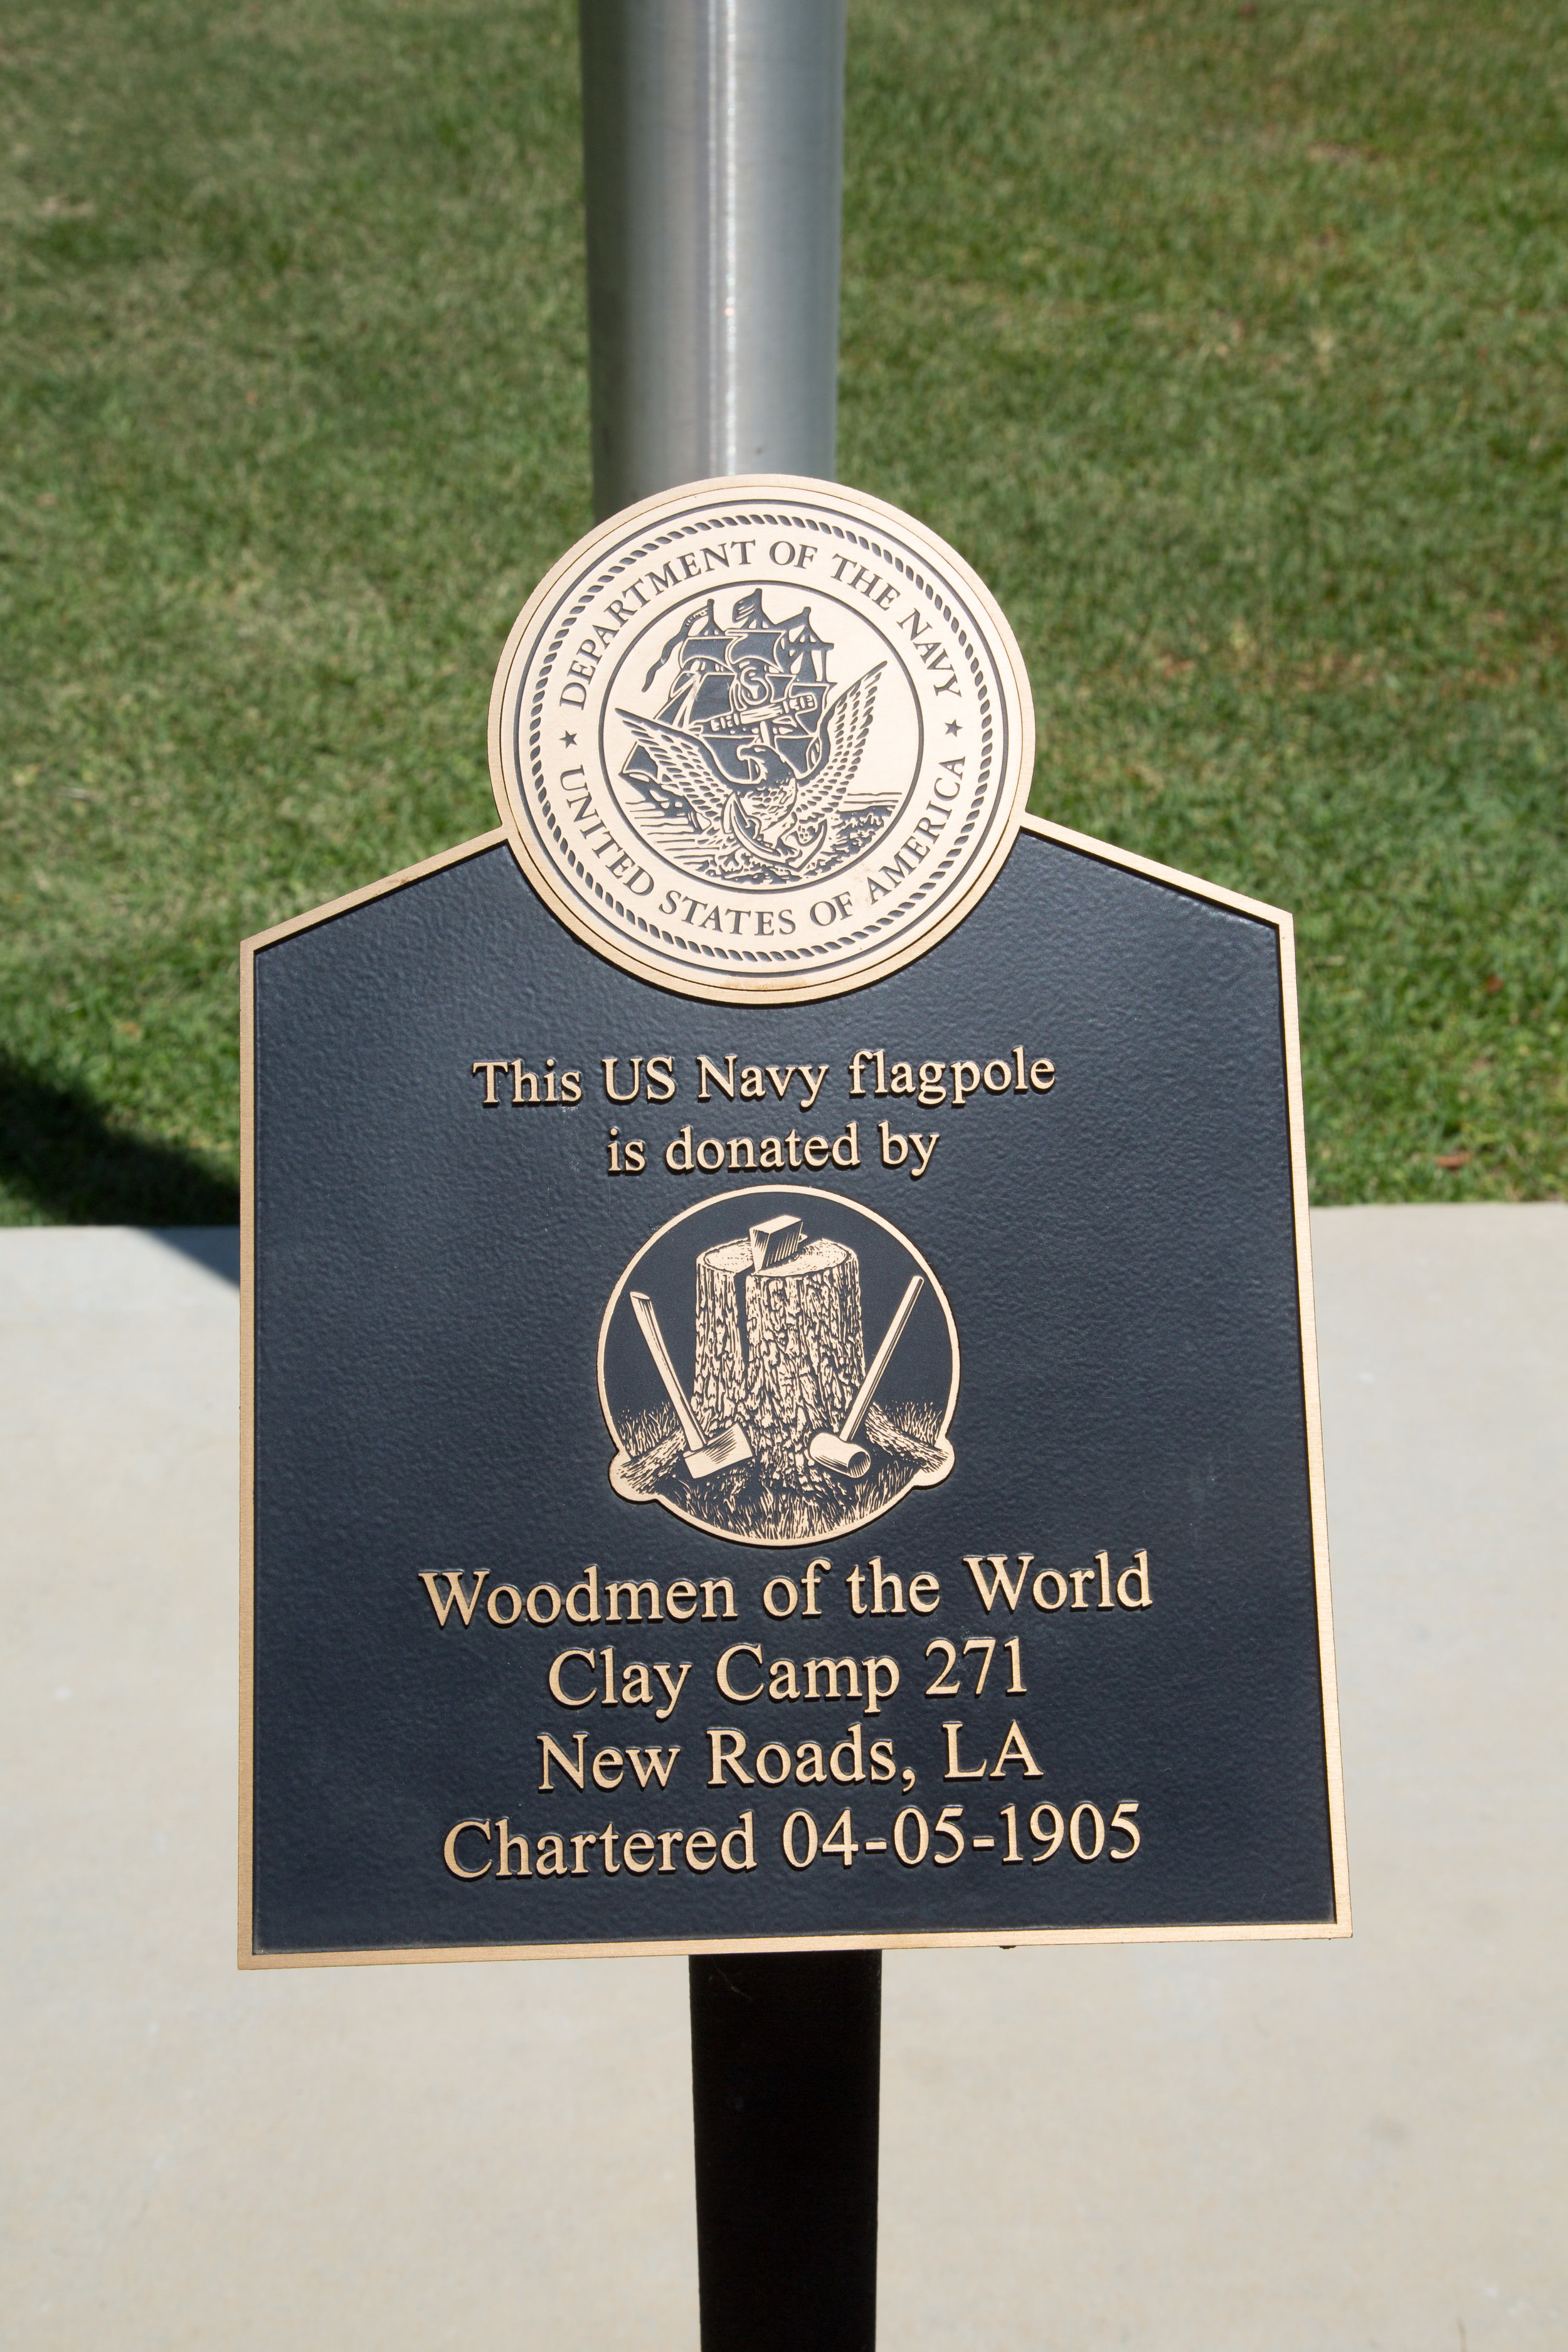 DEPARTMENT OF THE NAVY
★ UNITED STATES OF AMERICA ★
This US Navy flagpole
is donated by
Woodmen of the World
Clay Camp 271
New Roads, LA
Chartered 04-05-1905